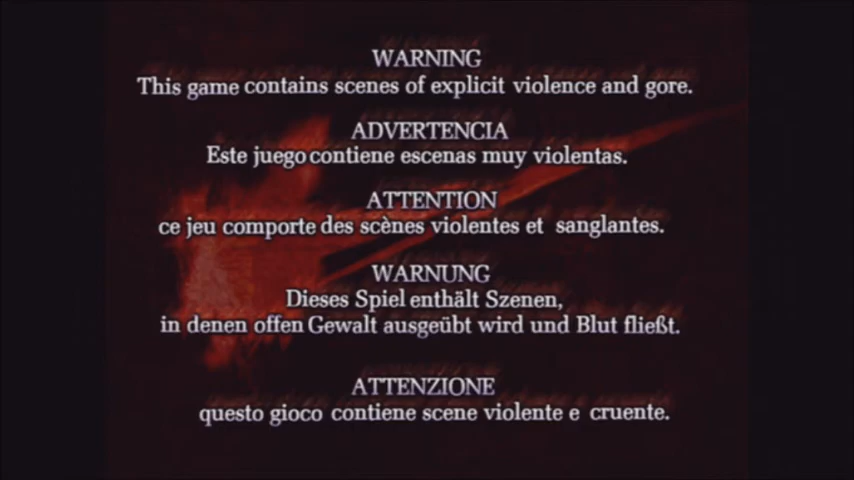 WARNING
This game contains scenes of explicit violence and gore.
ADVERTENCIA
Este juego contiene escenas muy violentas.
ATTENTION
ce jeu comporte des scènes violentes et sanglantes.
WARNUNG
Dieses Spiel enthält Szenen,
in denen offen Gewalt ausgeübt wird und Blut fließt.
ATTENZIONE
questo gioco contiene scene violente e cruente.